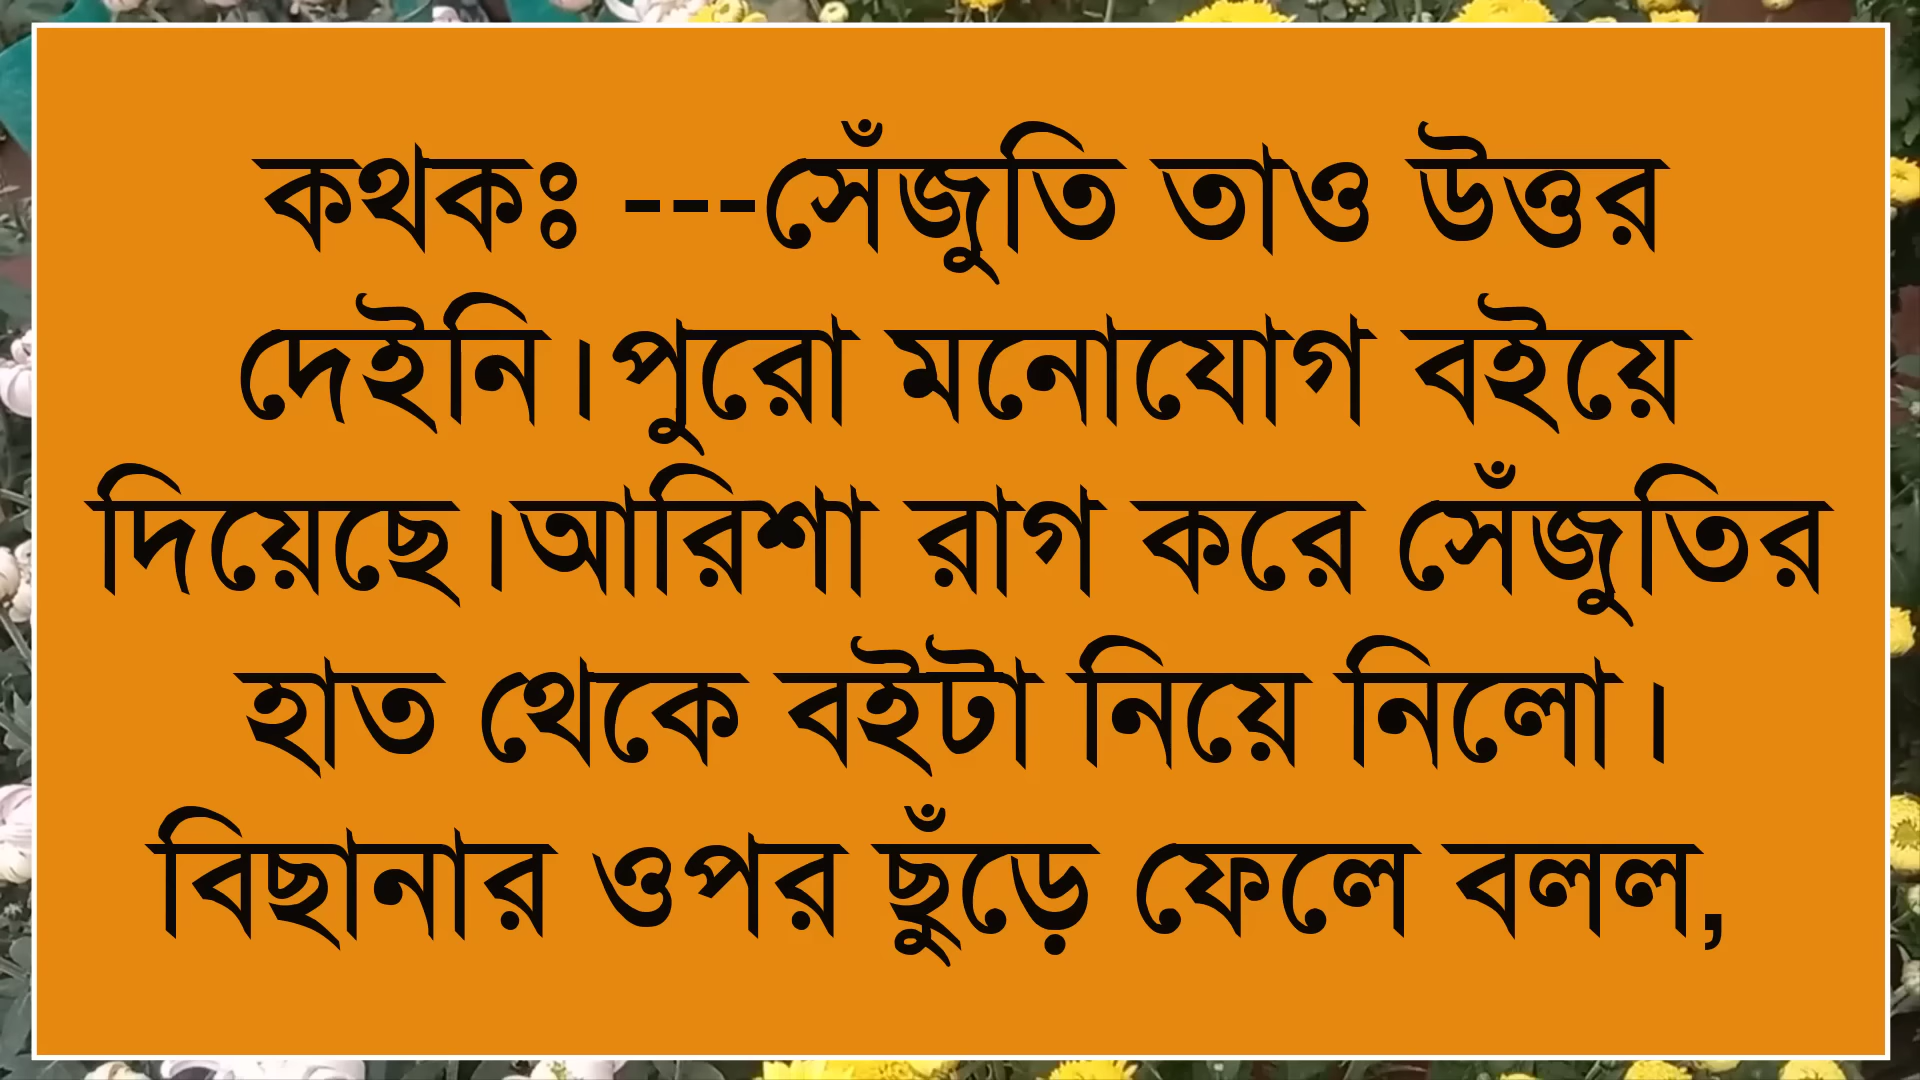 কথকঃ ---সেঁজুতি তাও উত্তর
দেইনি।পুরো মনোযোগ বইয়ে
দিয়েছে।আরিশা রাগ করে সেঁজুতির
হাত থেকে বইটা নিয়ে নিলো।
বিছানার ওপর ছুঁড়ে ফেলে বলল,